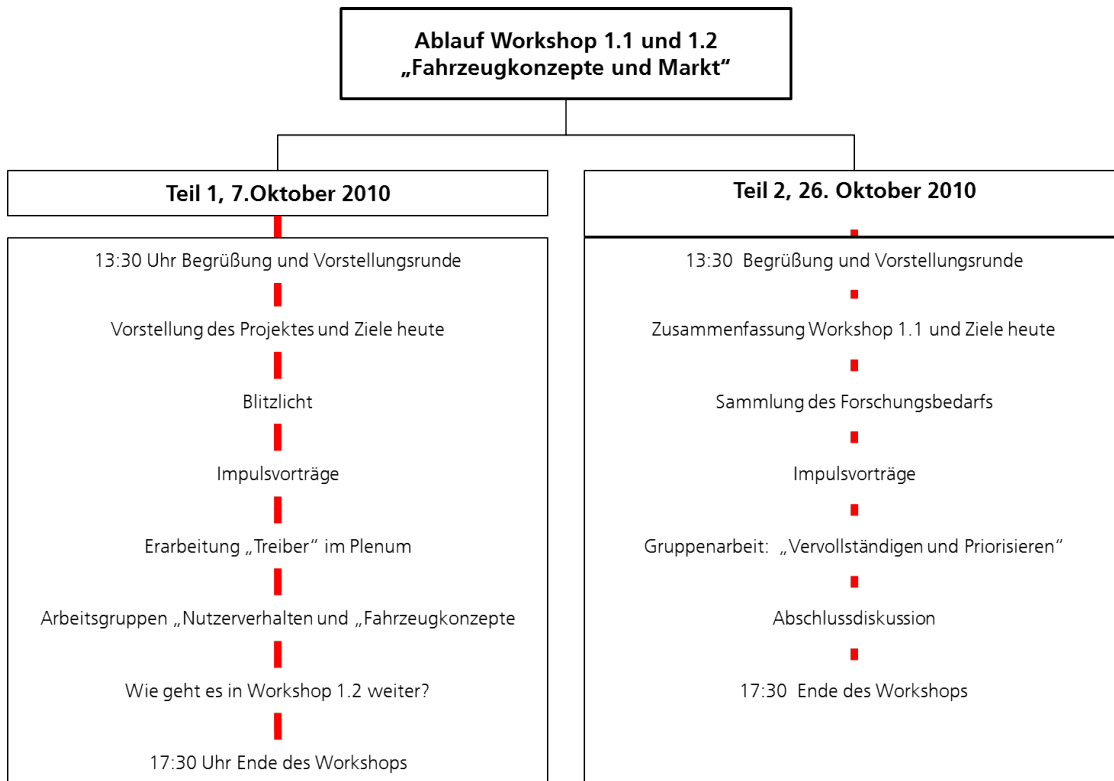 Ablauf Workshop 1.1 und 1.2
„Fahrzeugkonzepte und Markt“
Teil 1, 7.Oktober 2010
13:30 Uhr Begrüßung und Vorstellungsrunde
Vorstellung des Projektes und Ziele heute
Blitzlicht
Impulsvorträge
Erarbeitung „Treiber“ im Plenum
Arbeitsgruppen „Nutzerverhalten und „Fahrzeugkonzepte
Wie geht es in Workshop 1.2 weiter?
17:30 Uhr Ende des Workshops
Teil 2, 26. Oktober 2010
13:30 Begrüßung und Vorstellungsrunde
Zusammenfassung Workshop 1.1 und Ziele heute
Sammlung des Forschungsbedarfs
Impulsvorträge
Gruppenarbeit: „Vervollständigen und Priorisieren“
Abschlussdiskussion
17:30 Ende des Workshops